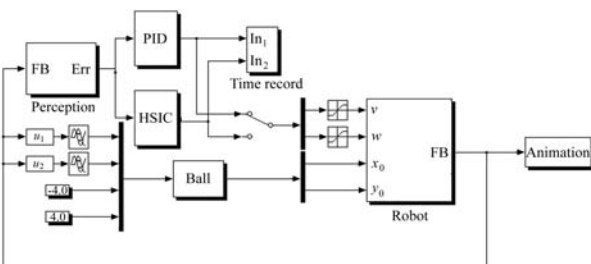 PID
In1
In2
Time record
FB Err
Perception
HSIC
v
w
x0
y0
FB
Robot
Animation
u1
u2
-4.0
4.0
Ball